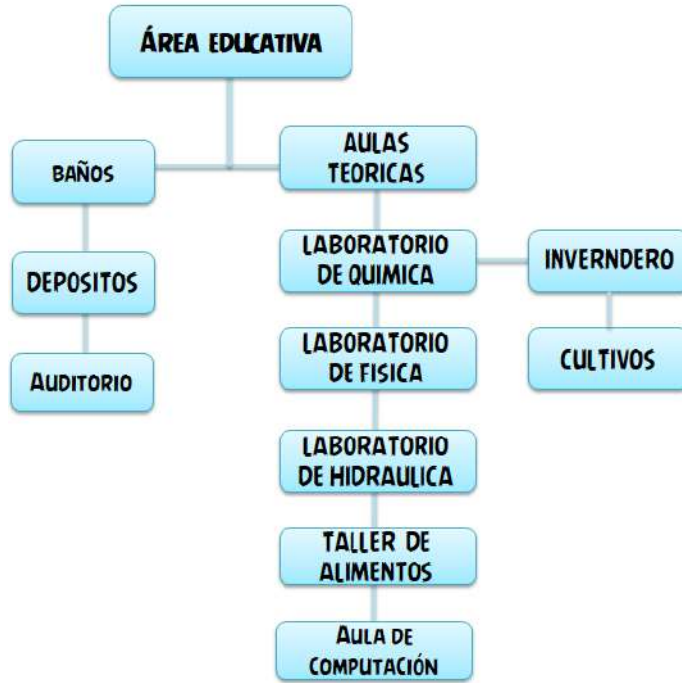 ÁREA EDUCATIVA
BAÑOS
AULAS
TEORICAS
DEPOSITOS
LABORATORIO
DE QUIMICA
INVERNDERO
AUDITORIO
LABORATORIO
DE FISICA
CULTIVOS
LABORATORIO
DE HIDRAULICA
TALLER DE
ALIMENTOS
AULA DE
COMPUTACIÓN